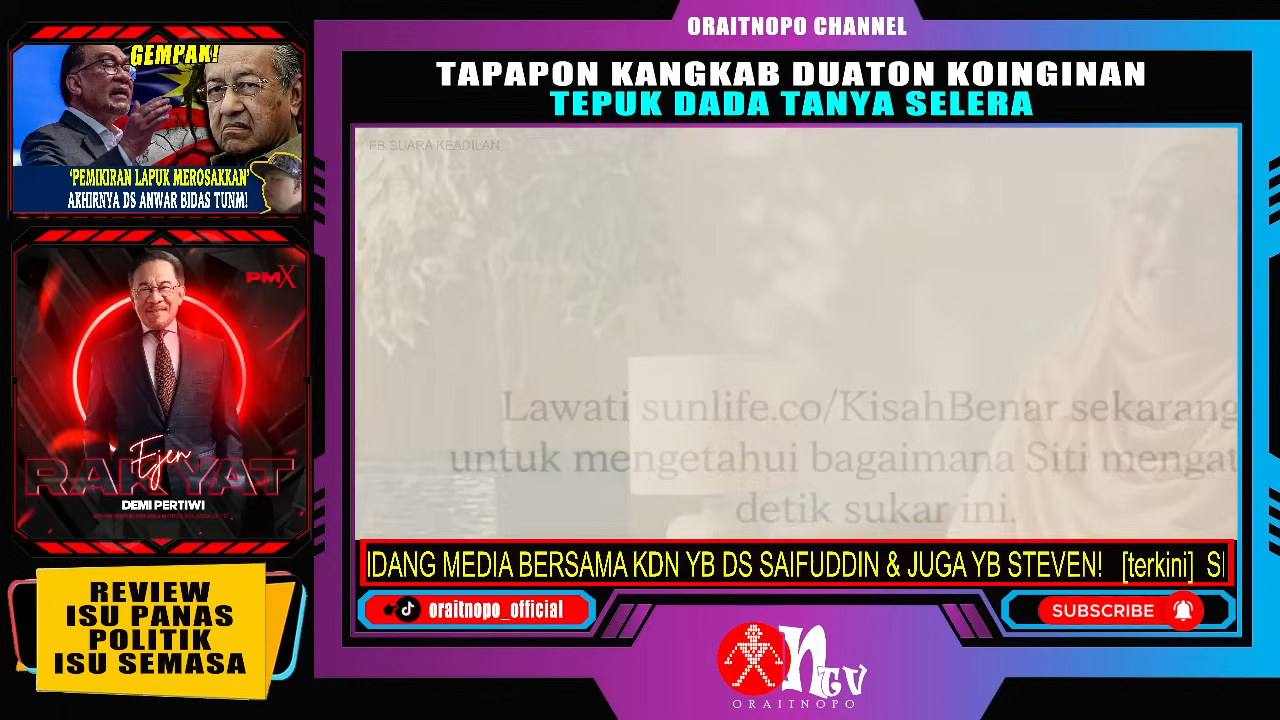 ORAITNOPO CHANNEL
TAPAPON KANGKAB DUATON KOINGINAN
TEPUK DADA TANYA SELERA
GEMPAK!
'PEMIKIRAN LAPUK MEROSAKKAN'
AKHIRNYA DS ANWAR BIDAS TUNM!
PMX
Ejen
RAKYAT
DEMI PERTIWI
REVIEW
ISU PANAS
POLITIK
ISU SEMASA
FB SUARA KEADILAN
Lawati sunlife.co/KisahBenar sekarang
untuk mengetahui bagaimana Siti mengat
detik sukar ini.
IDANG MEDIA BERSAMA KDN YB DS SAIFUDDIN & JUGA YB STEVEN! [terkini] S
oraitnopo_official
SUBSCRIBE
ntv
ORAITNOPO